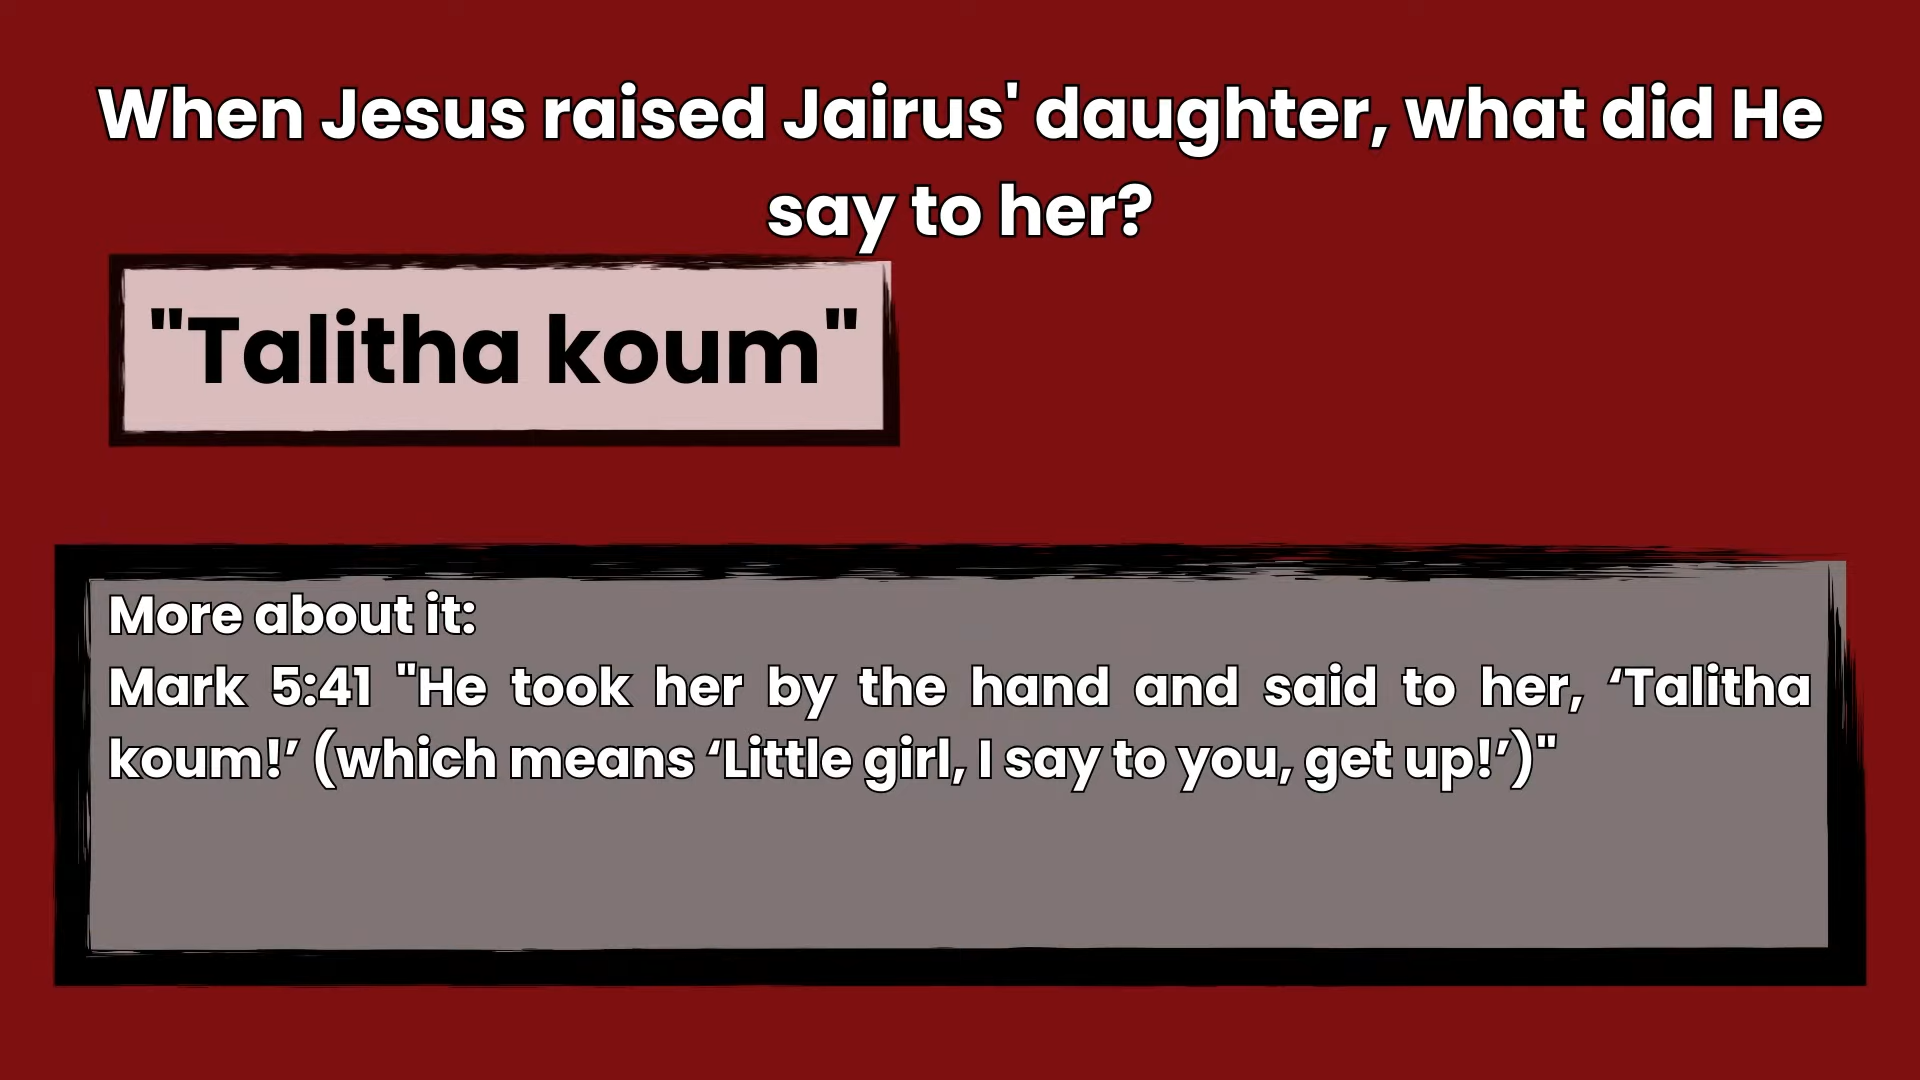 When Jesus raised Jairus' daughter, what did He
say to her?
"Talitha koum"
More about it:
Mark 5:41 "He took her by the hand and said to her, ‘Talitha
koum!’ (which means ‘Little girl, I say to you, get up!’)"